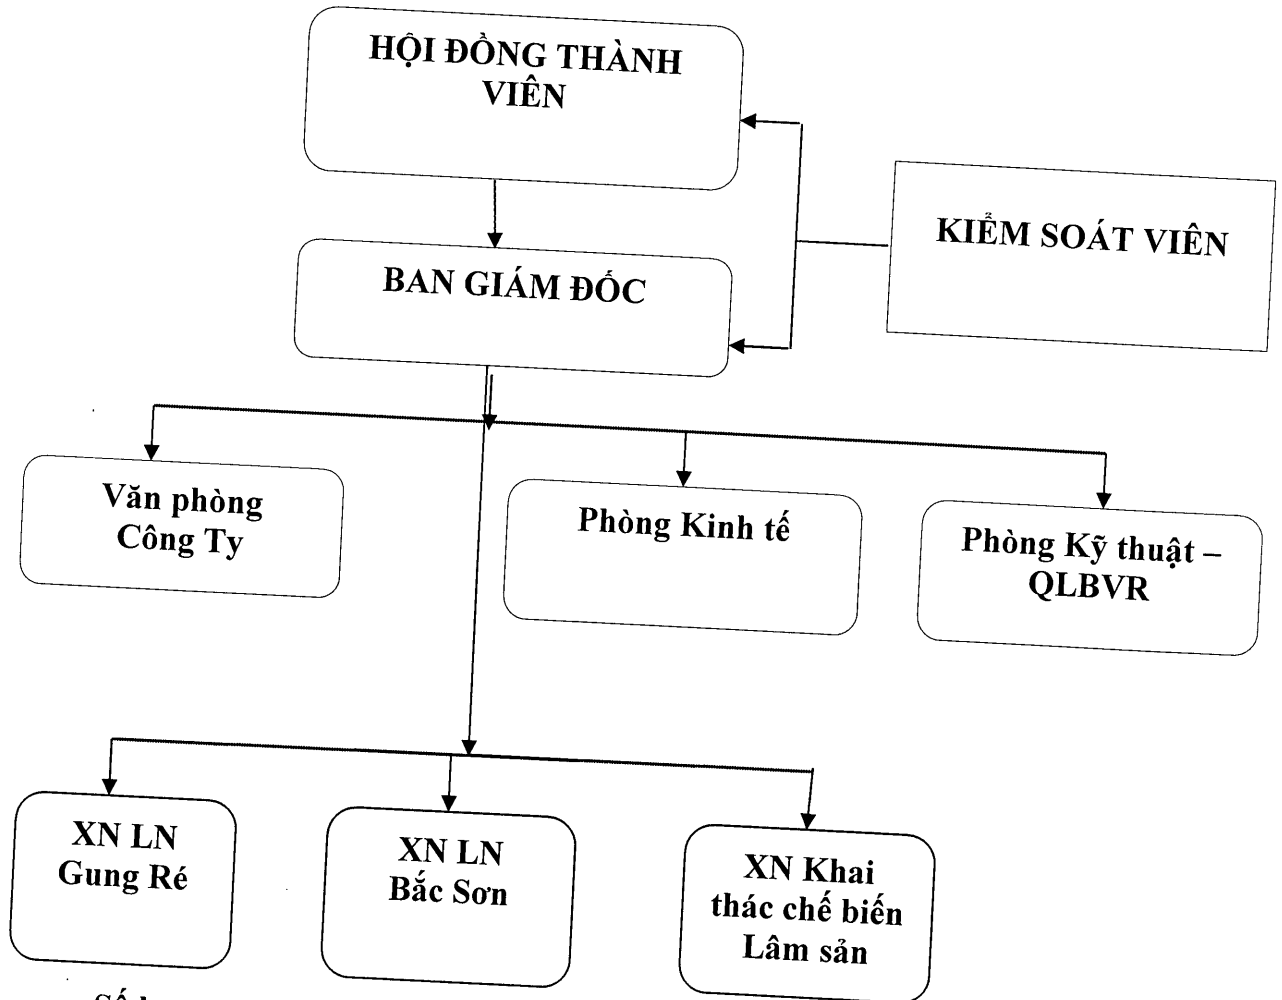 HỘI ĐỒNG THÀNH
VIÊN
KIỂM SOÁT VIÊN
BAN GIÁM ĐỐC
Văn phòng
Công Ty
Phòng Kinh tế
Phòng Kỹ thuật –
QLBVR
XN LN
Gung Ré
XN LN
Bắc Sơn
XN Khai
thác chế biến
Lâm sản